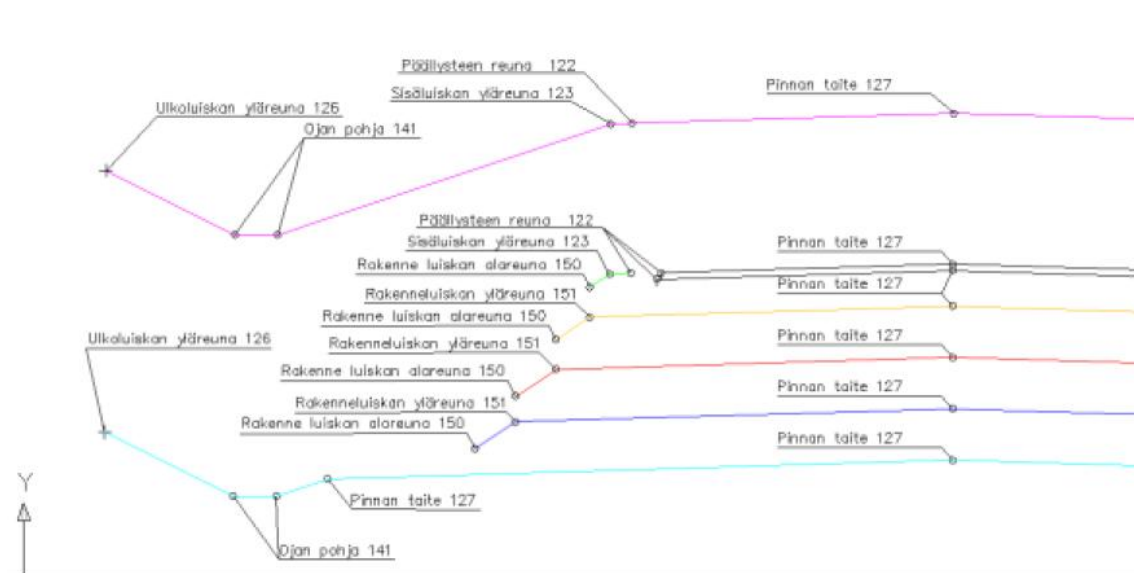 Päällysteen reuna 122
Sisäluiskan yläreuna 123
Pinnan taite 127
Ulkoluiskan yläreuna 126
Ojan pohja 141
Päällysteen reuna 122
Sisäluiskan yläreuna 123
Pinnan taite 127
Rakenne luiskan alareuna 150
Pinnan taite 127
Rakenneluiskan yläreuna 151
Rakenne luiskan alareuna 150
Pinnan taite 127
Ulkoluiskan yläreuna 126
Rakenneluiskan yläreuna 151
Rakenne luiskan alareuna 150
Pinnan taite 127
Rakenneluiskan yläreuna 151
Rakenne luiskan alareuna 150
Pinnan taite 127
Y
Pinnan taite 127
Ojan pohja 141